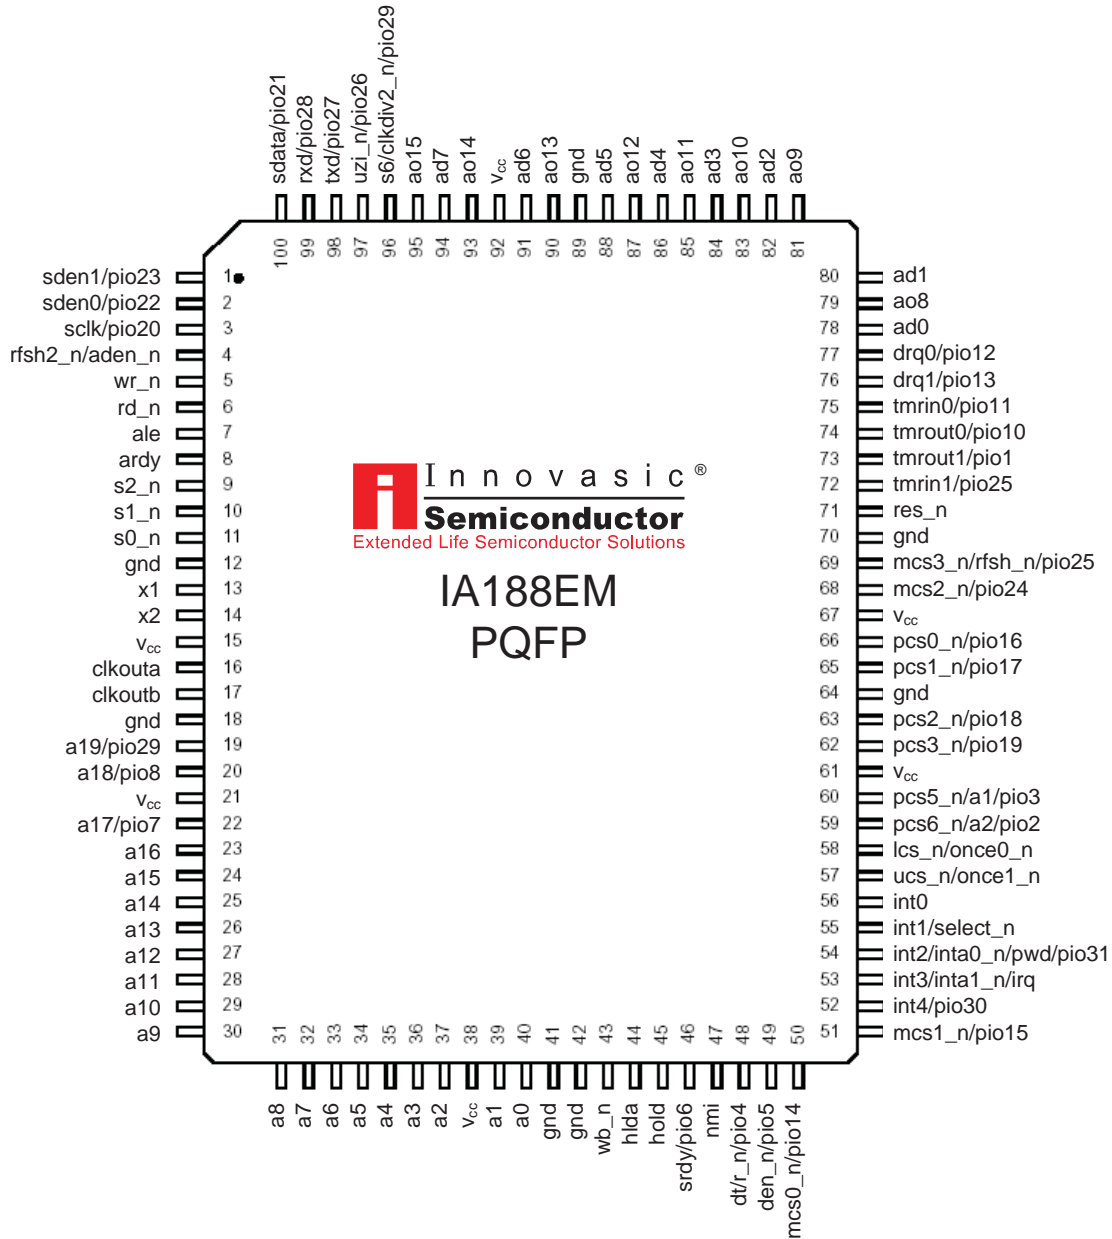 sdata/pio21
rxd/pio28
txd/pio27
uzi_n/pio26
s6/clkdiv2_n/pio29
ao15
ad7
ao14
vcc
ad6
ao13
gnd
ad5
ao12
ad4
ao11
ad3
ao10
ad2
ao9
100
99
98
97
96
95
94
93
92
91
90
89
88
87
86
85
84
83
82
81
sden1/pio23 1
sden0/pio22 2
sclk/pio20 3
rfsh2_n/aden_n 4
wr_n 5
rd_n 6
ale 7
ardy 8
s2_n 9
s1_n 10
s0_n 11
gnd 12
x1 13
x2 14
vcc 15
clkouta 16
clkoutb 17
gnd 18
a19/pio29 19
a18/pio8 20
vcc 21
a17/pio7 22
a16 23
a15 24
a14 25
a13 26
a12 27
a11 28
a10 29
a9 30
Innovasic ®
Semiconductor
Extended Life Semiconductor Solutions
IA188EM
PQFP
80 ad1
79 ao8
78 ad0
77 drq0/pio12
76 drq1/pio13
75 tmrin0/pio11
74 tmrout0/pio10
73 tmrout1/pio1
72 tmrin1/pio25
71 res_n
70 gnd
69 mcs3_n/rfsh_n/pio25
68 mcs2_n/pio24
67 vcc
66 pcs0_n/pio16
65 pcs1_n/pio17
64 gnd
63 pcs2_n/pio18
62 pcs3_n/pio19
61 vcc
60 pcs5_n/a1/pio3
59 pcs6_n/a2/pio2
58 lcs_n/once0_n
57 ucs_n/once1_n
56 int0
55 int1/select_n
54 int2/inta0_n/pwd/pio31
53 int3/inta1_n/irq
52 int4/pio30
51 mcs1_n/pio15
31
32
33
34
35
36
37
38
39
40
41
42
43
44
45
46
47
48
49
50
a8
a7
a6
a5
a4
a3
a2
vcc
a1
a0
gnd
gnd
wb_n
hlda
hold
srdy/pio6
nmi
dt/r_n/pio4
den_n/pio5
mcs0_n/pio14